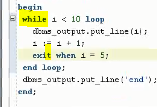 begin
while i < 10 loop
dbms_output.put_line(i);
i := i + 1;
exit when i = 5;
end loop;
dbms_output.put_line('end');
end;